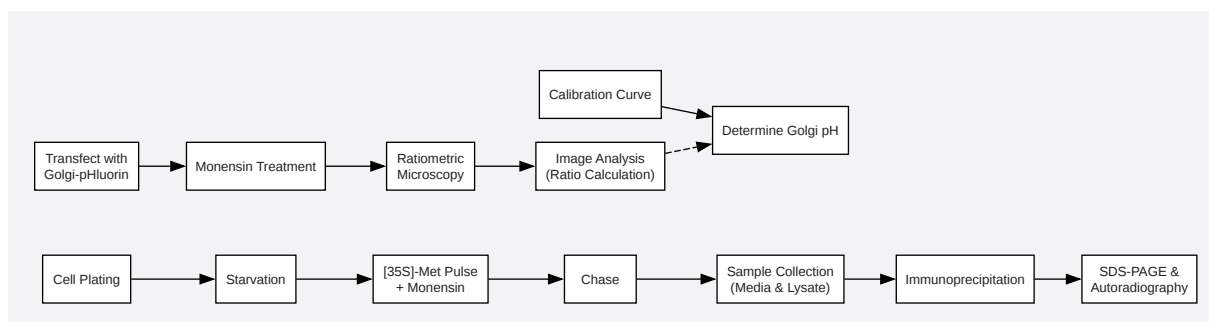 Calibration Curve
Determine Golgi pH
Transfect with
Golgi-pHluorin
Monensin Treatment
Ratiometric
Microscopy
Image Analysis
(Ratio Calculation)
Cell Plating
Starvation
[35S]-Met Pulse
+ Monensin
Chase
Sample Collection
(Media & Lysate)
Immunoprecipitation
SDS-PAGE &
Autoradiography